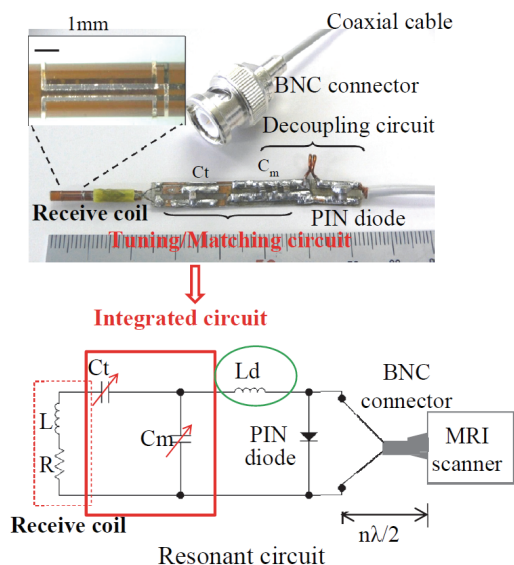 1mm
Coaxial cable
BNC connector
Decoupling circuit
Ct
Cm
Receive coil
PIN diode
Tuning/Matching circuit
Integrated circuit
Ct
Ld
BNC
connector
L
Cm
PIN
diode
MRI
scanner
R
Receive coil
nλ/2
Resonant circuit